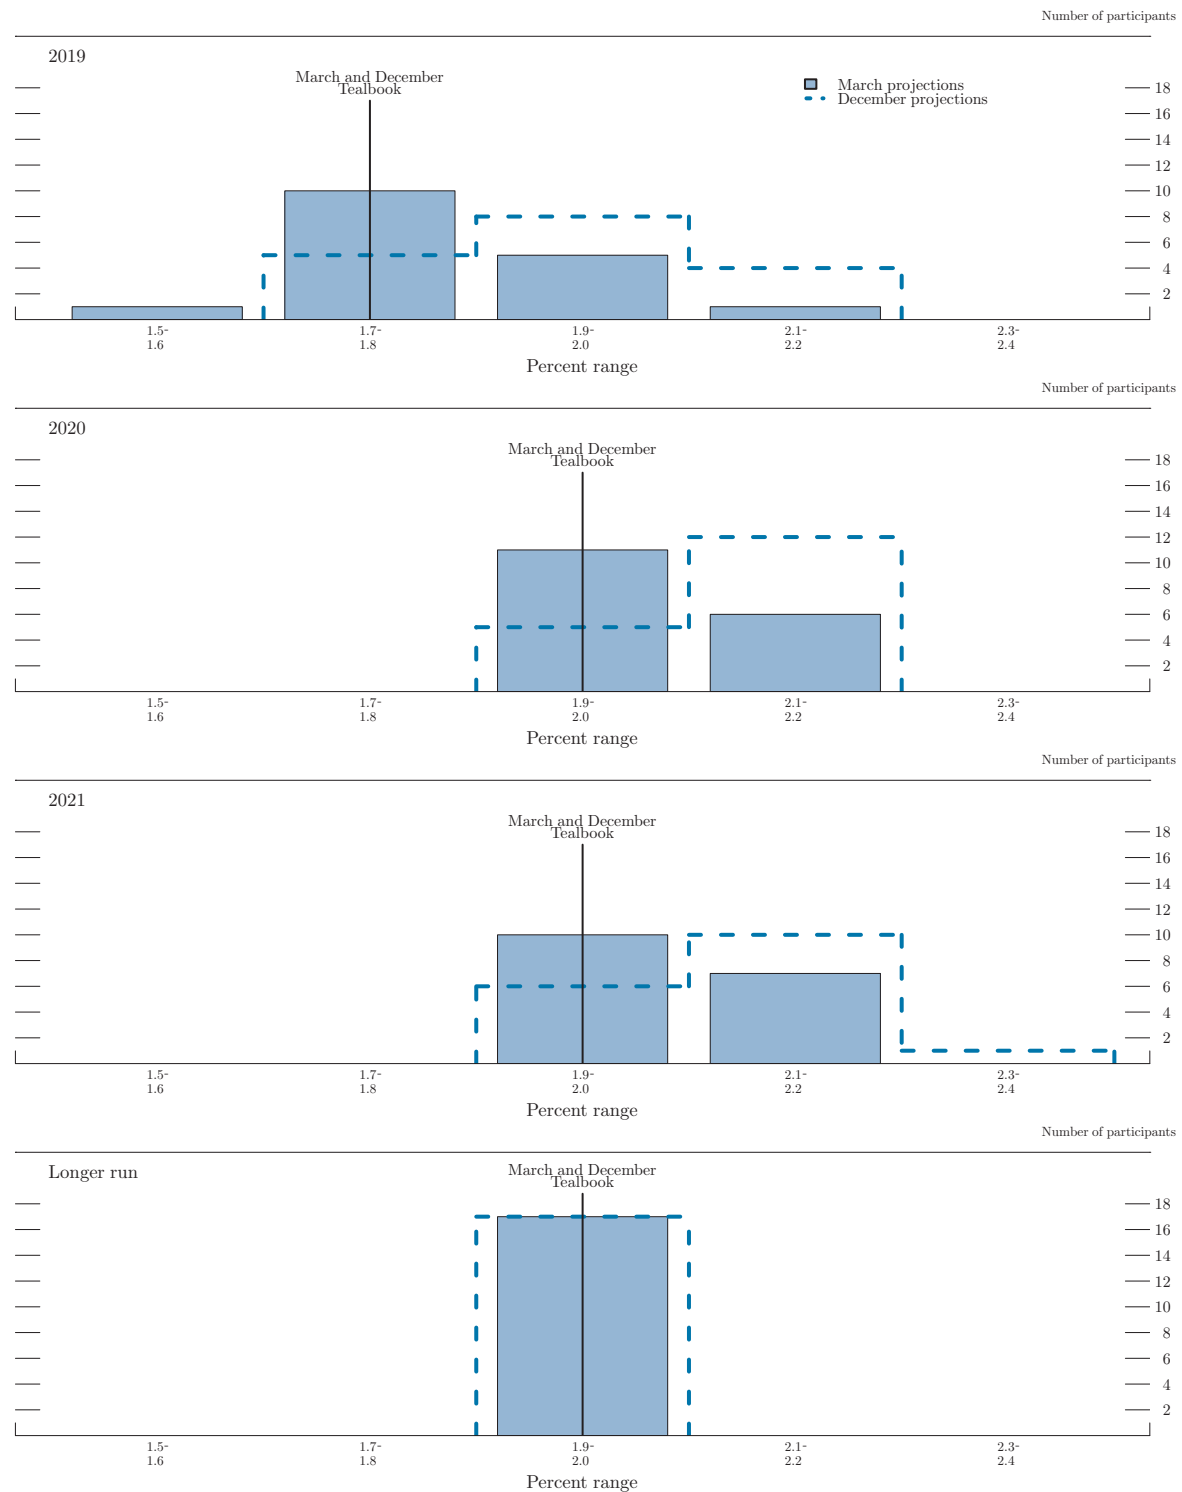 Number of participants
2019
March and December
Tealbook
March projections
December projections
18
16
14
12
10
8
6
4
2
1.5- 1.7- 1.9- 2.1- 2.3-
1.6 1.8 2.0 2.2 2.4
Percent range
Number of participants
2020
March and December
Tealbook
18
16
14
12
10
8
6
4
2
1.5- 1.7- 1.9- 2.1- 2.3-
1.6 1.8 2.0 2.2 2.4
Percent range
Number of participants
2021
March and December
Tealbook
18
16
14
12
10
8
6
4
2
1.5- 1.7- 1.9- 2.1- 2.3-
1.6 1.8 2.0 2.2 2.4
Percent range
Number of participants
Longer run
March and December
Tealbook
18
16
14
12
10
8
6
4
2
1.5- 1.7- 1.9- 2.1- 2.3-
1.6 1.8 2.0 2.2 2.4
Percent range